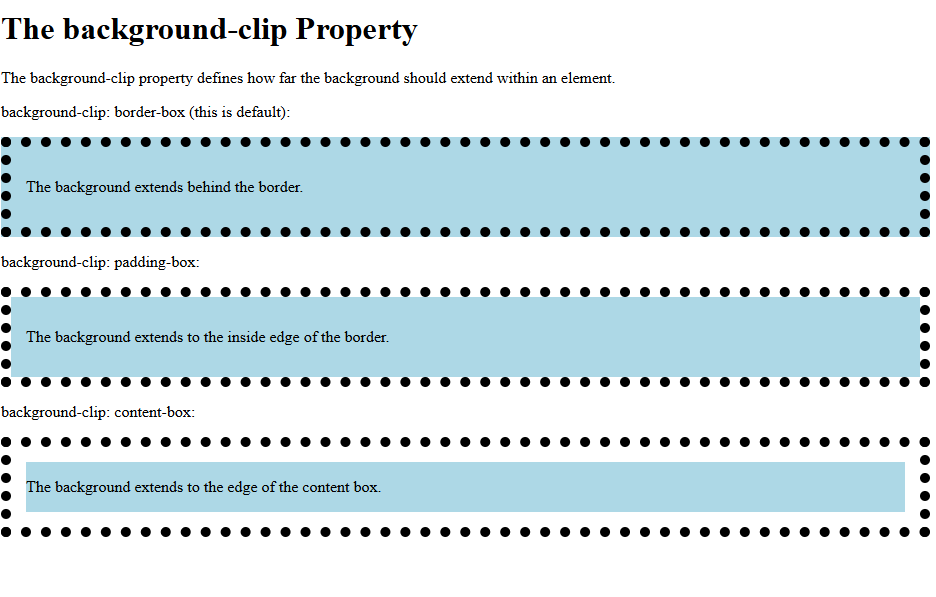 The background-clip Property
The background-clip property defines how far the background should extend within an element.
background-clip: border-box (this is default):
The background extends behind the border.
background-clip: padding-box:
The background extends to the inside edge of the border.
background-clip: content-box:
The background extends to the edge of the content box.